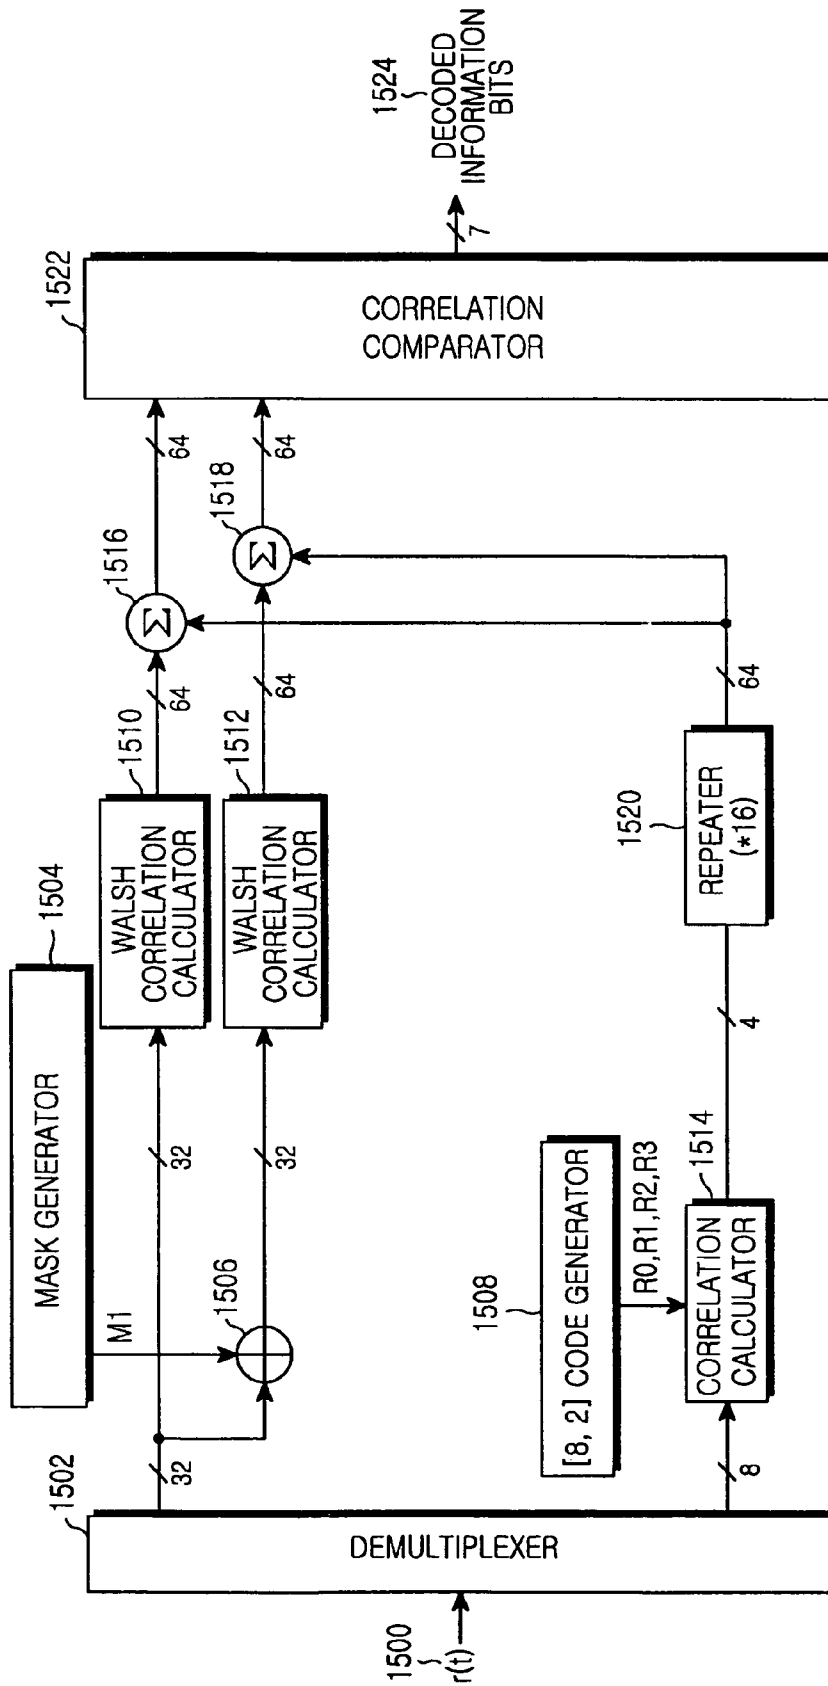 1500
r(t)
1502
DEMULTIPLEXER
32
8
MASK GENERATOR
1504
M1
1506
32
32
1508
[8, 2] CODE GENERATOR
R0,R1,R2,R3
CORRELATION
CALCULATOR
1514
4
WALSH
CORRELATION
CALCULATOR
1510
WALSH
CORRELATION
CALCULATOR
1512
64
64
1520
REPEATER
(*16)
64
Σ
1516
Σ
1518
64
64
1522
CORRELATION
COMPARATOR
7
1524
DECODED
INFORMATION
BITS